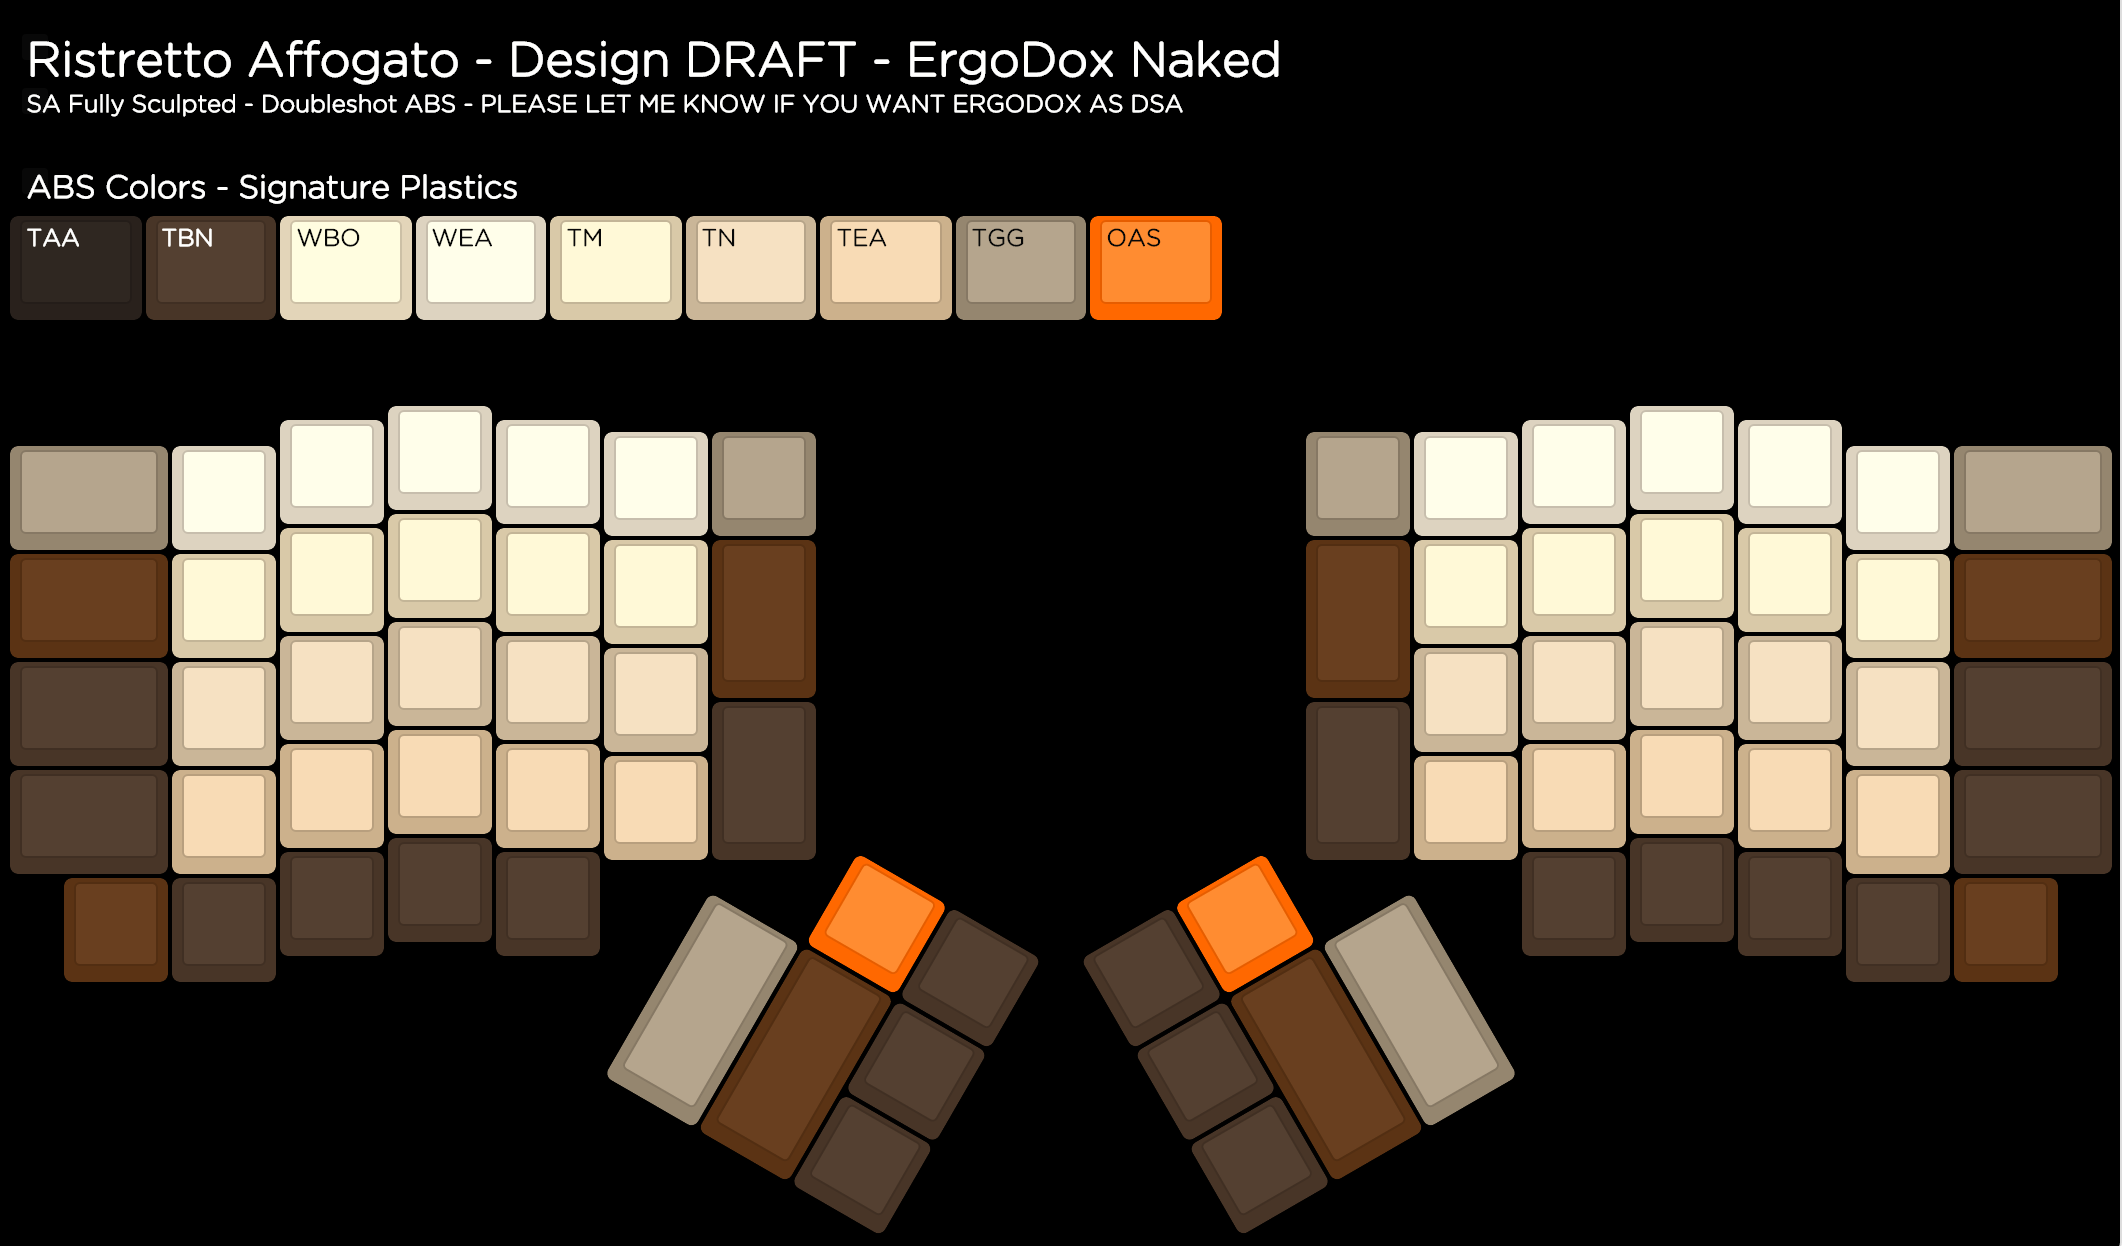 Ristretto Affogato - Design DRAFT - ErgoDox Naked
SA Fully Sculpted - Doubleshot ABS - PLEASE LET ME KNOW IF YOU WANT ERGODOX AS DSA
ABS Colors - Signature Plastics
TAA TBN WBO WEA TM TN TEA TGG OAS